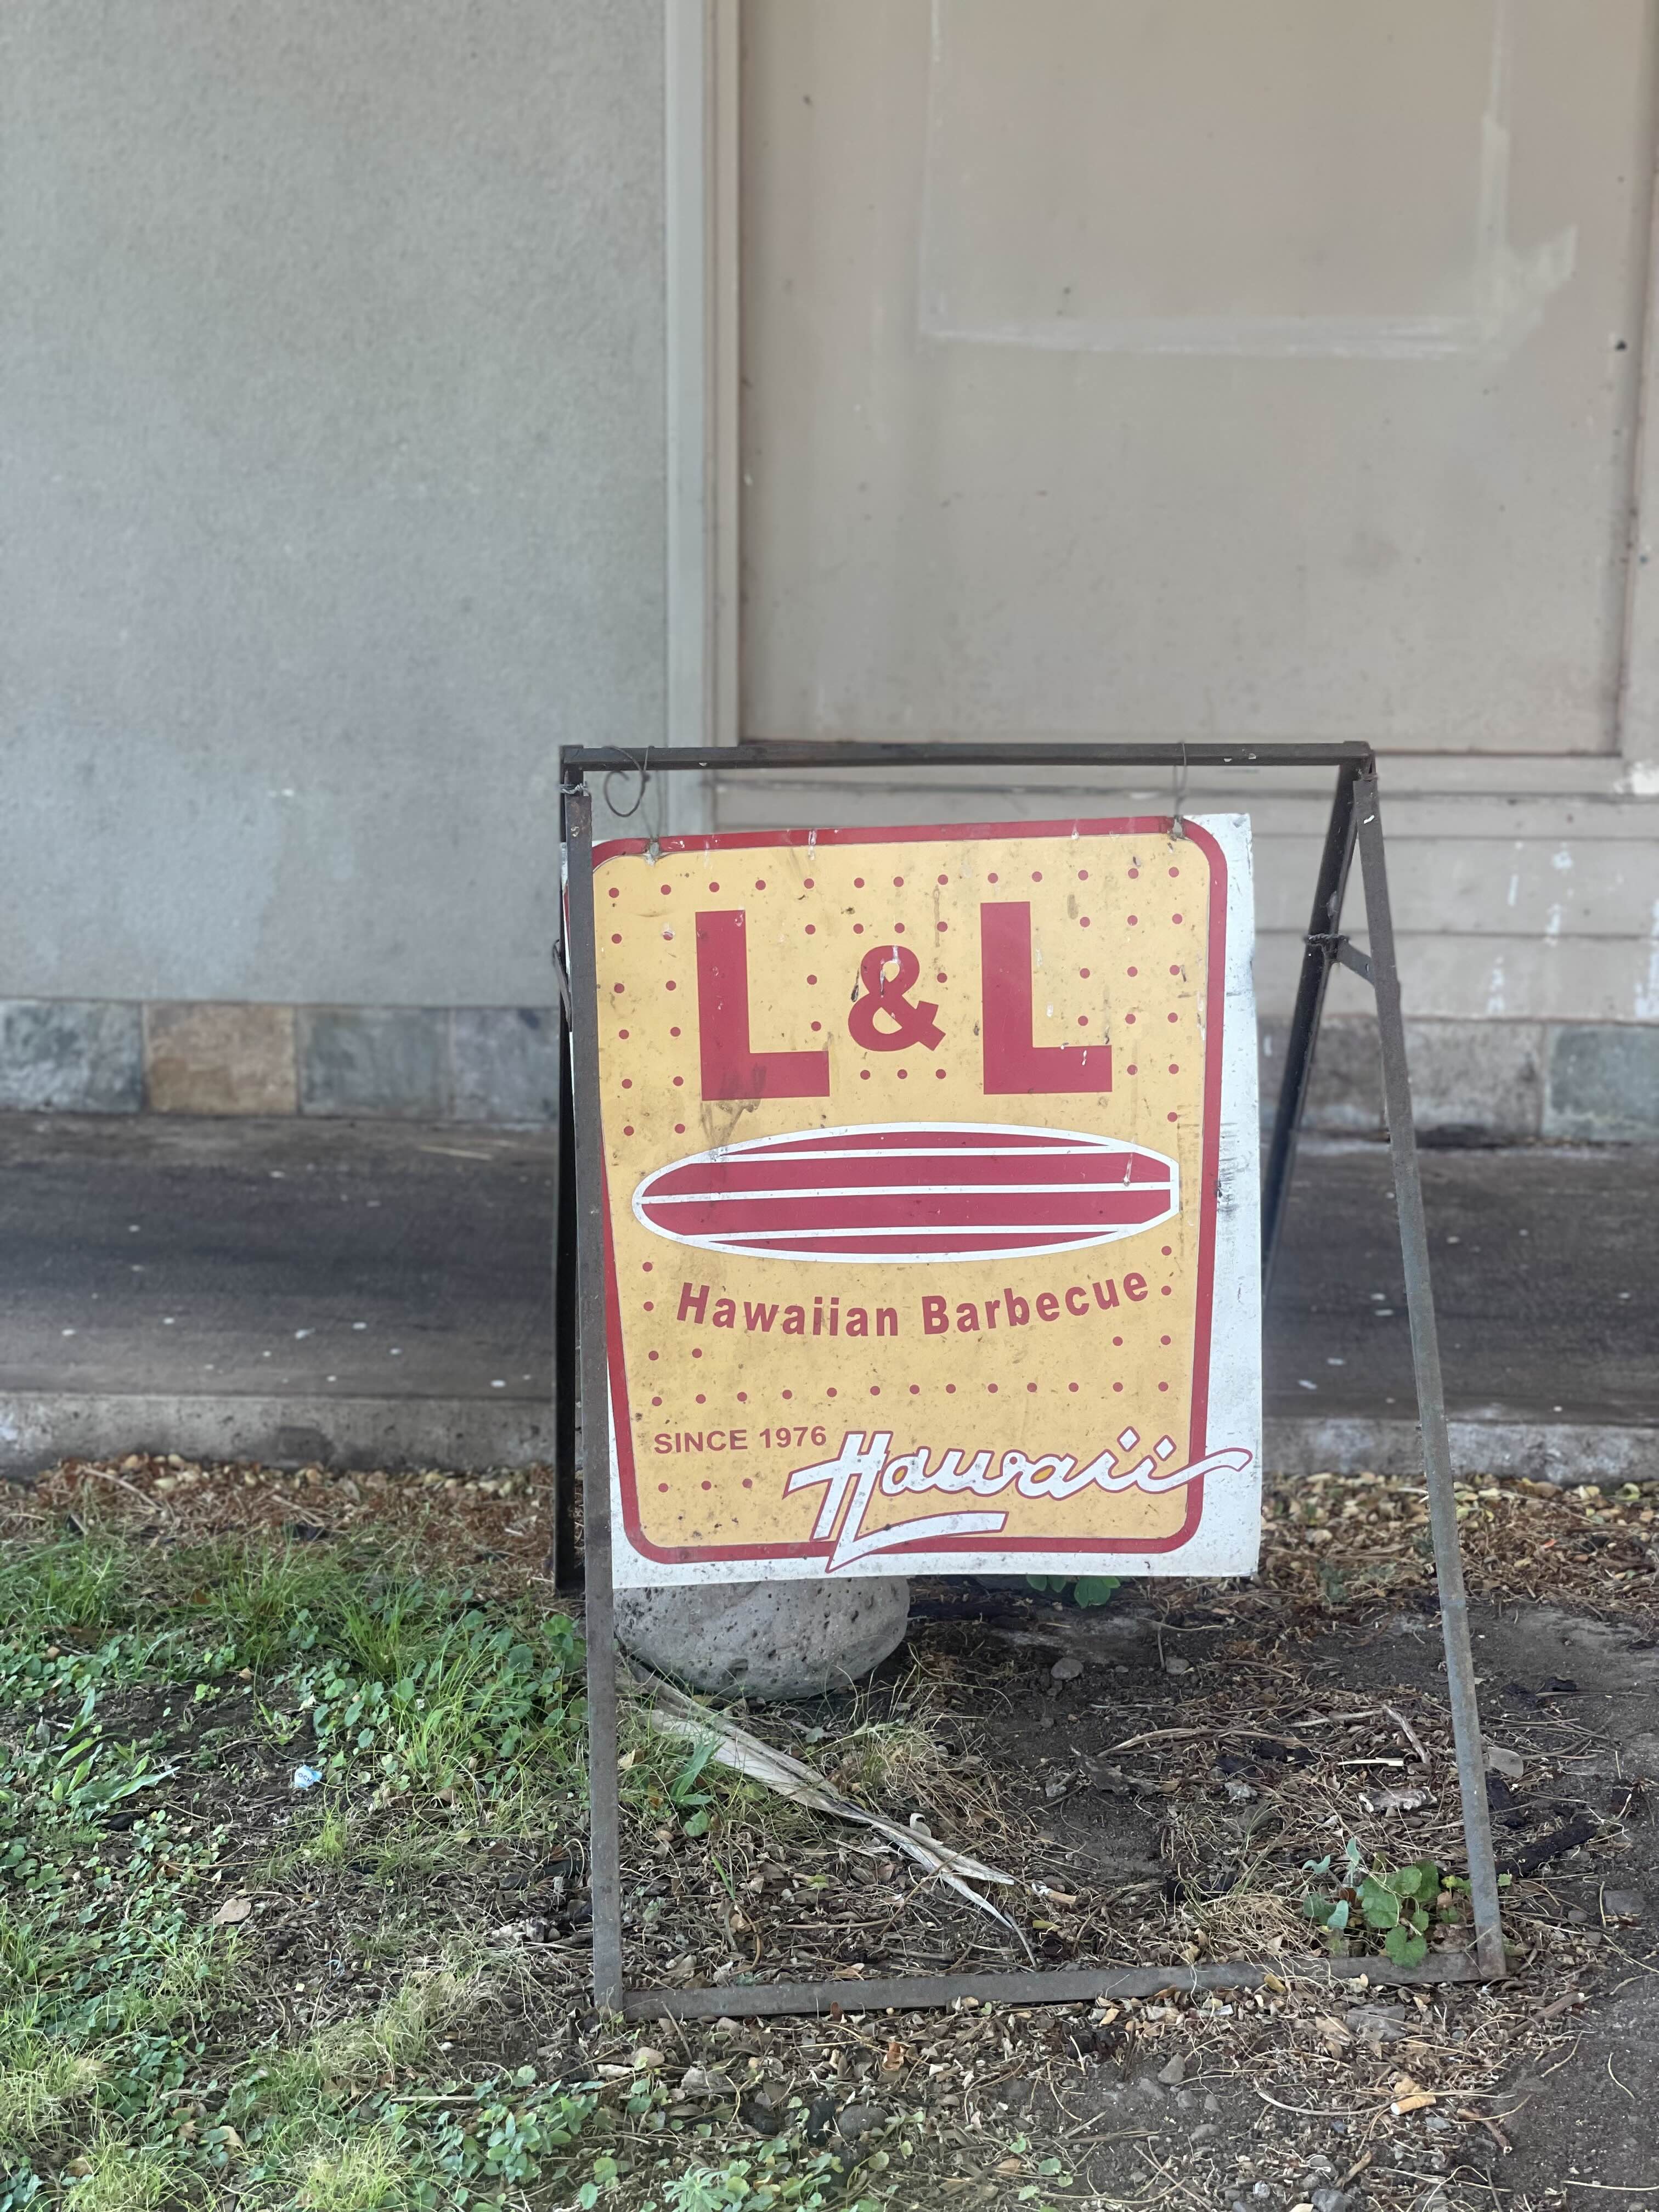 L & L
Hawaiian Barbecue
SINCE 1976
Hawaii